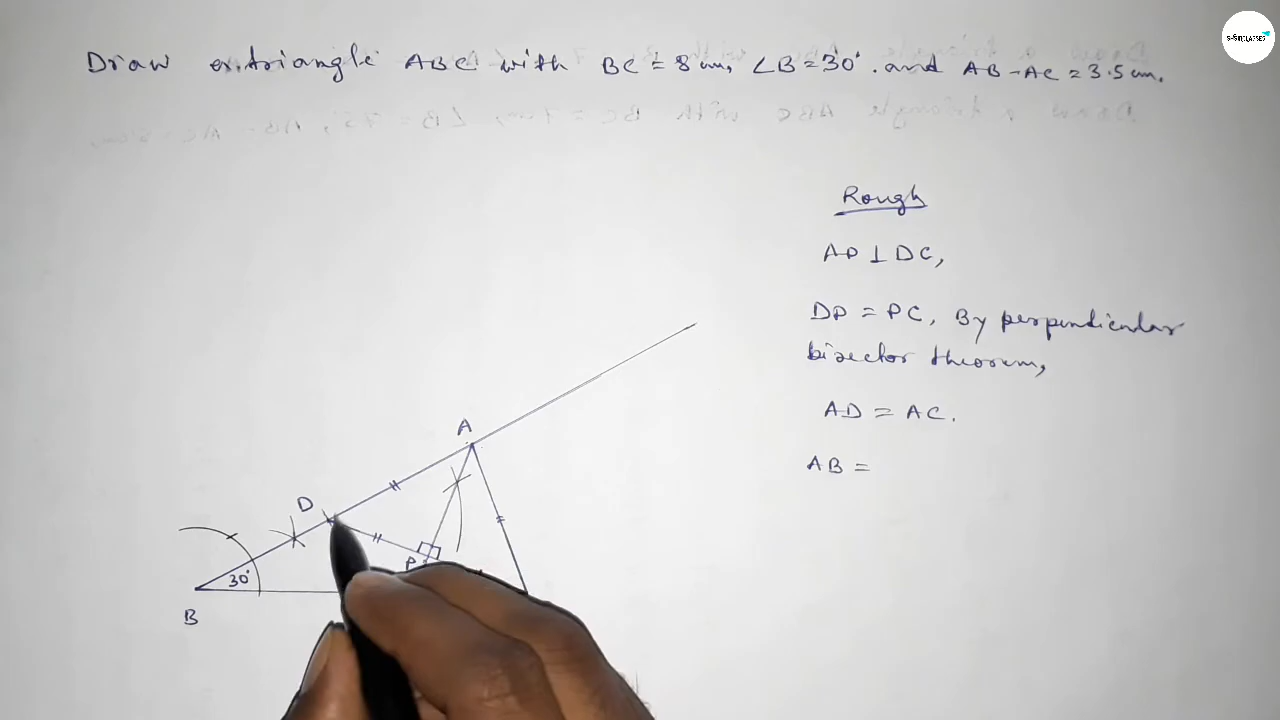 Draw a triangle ABC with BC = 8 cm, ∠B = 30° and AB - AC = 3.5 cm.
Rough
AP ⊥ DC,
DP = PC, By perpendicular
bisector theorem,
AD = AC.
AB =
A
D
P
30°
B